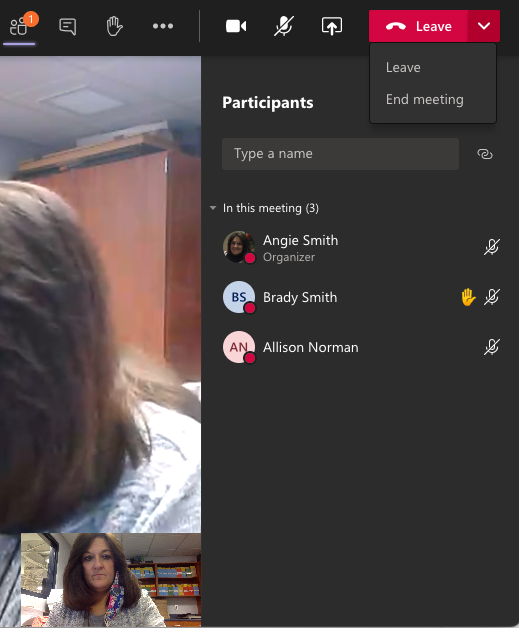 1
Leave
Leave
End meeting
Participants
Type a name
In this meeting (3)
Angie Smith
Organizer
BS Brady Smith
AN Allison Norman